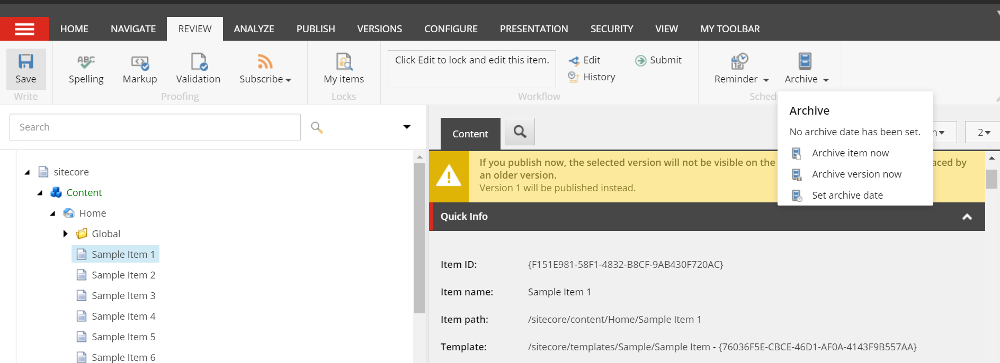 HOME NAVIGATE REVIEW ANALYZE PUBLISH VERSIONS CONFIGURE PRESENTATION SECURITY VIEW MY TOOLBAR
Save
Write
ABC
Spelling
Markup
Validation
Subscribe
Proofing
My items
Locks
Click Edit to lock and edit this item.
Edit
History
Submit
Workflow
12
Reminder
Archive
Sched
Archive
No archive date has been set.
Archive item now
Archive version now
Set archive date
Search
sitecore
Content
Home
Global
Sample Item 1
Sample Item 2
Sample Item 3
Sample Item 4
Sample Item 5
Sample Item 6
Content
2
If you publish now, the selected version will not be visible on the
an older version.
Version 1 will be published instead.
Quick Info
Item ID: {F151E981-58F1-4832-B8CF-9AB430F720AC}
Item name: Sample Item 1
Item path: /sitecore/content/Home/Sample Item 1
Template: /sitecore/templates/Sample/Sample Item - {76036F5E-CBCE-46D1-AF0A-4143F9B557AA}